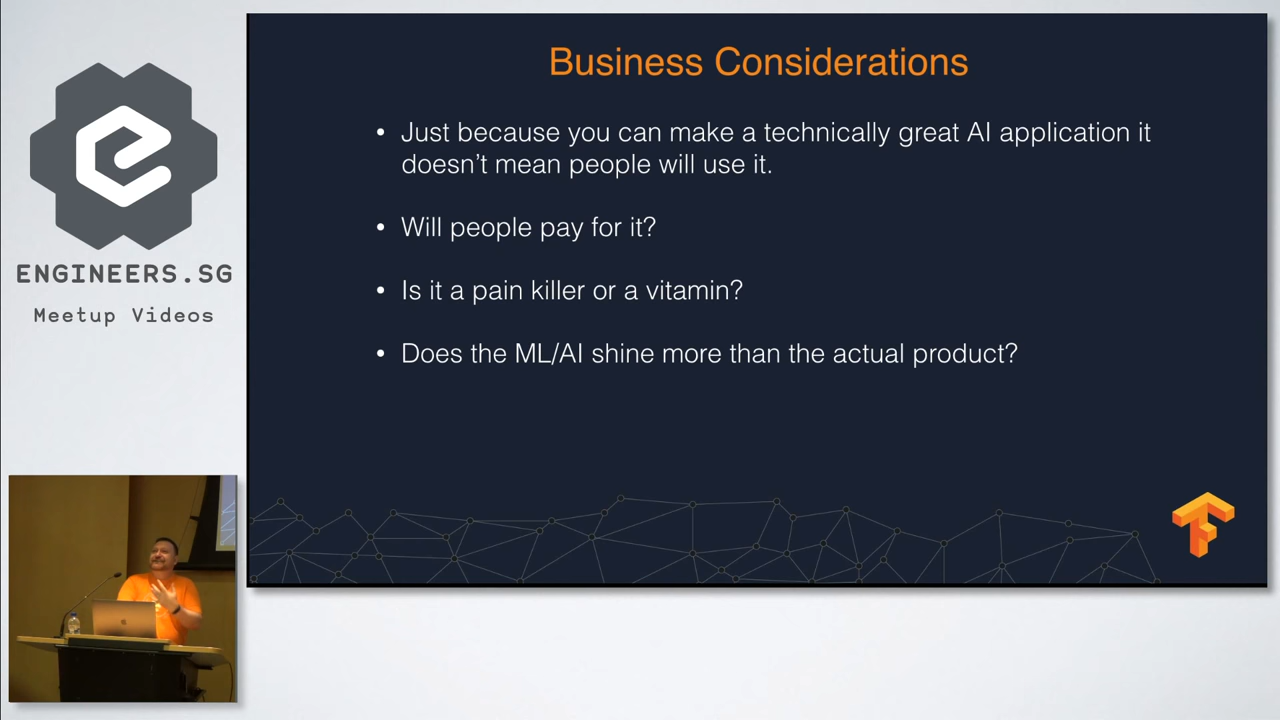 ENGINEERS.SG
Meetup Videos
Business Considerations
• Just because you can make a technically great AI application it
doesn’t mean people will use it.
• Will people pay for it?
• Is it a pain killer or a vitamin?
• Does the ML/AI shine more than the actual product?